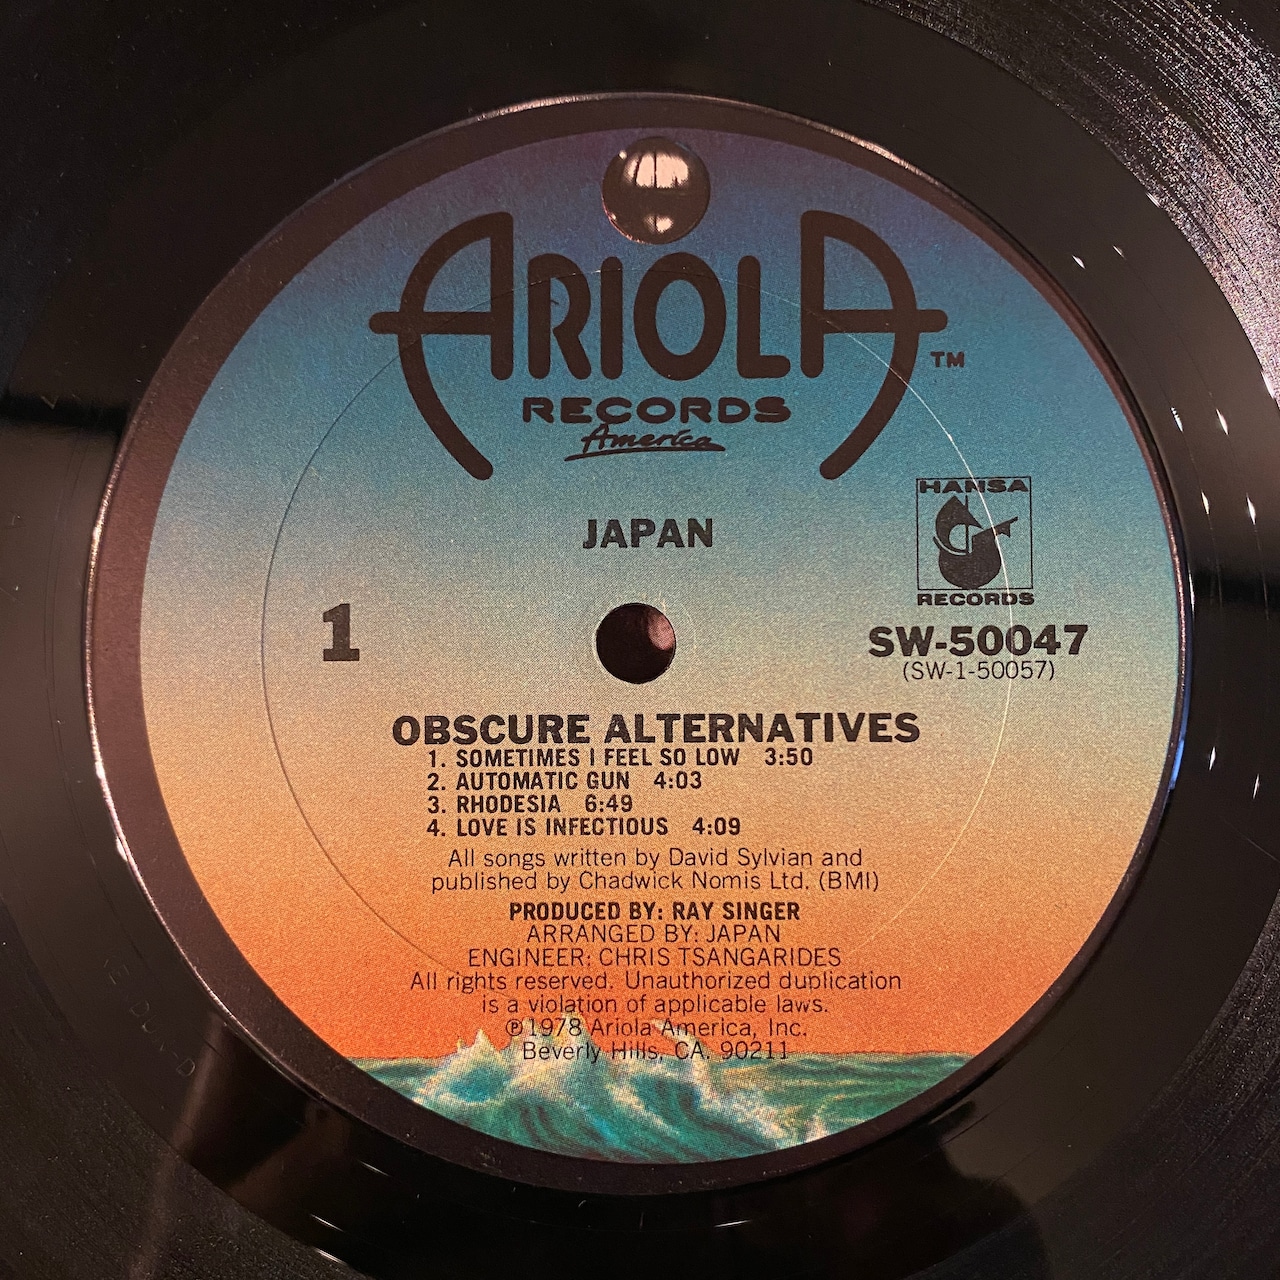 ARIOLA
TM
RECORDS
America
HANSA
RECORDS
JAPAN
1
SW-50047
(SW-1-50057)
OBSCURE ALTERNATIVES
1. SOMETIMES I FEEL SO LOW 3:50
2. AUTOMATIC GUN 4:03
3. RHODESIA 6:49
4. LOVE IS INFECTIOUS 4:09
All songs written by David Sylvian and
published by Chadwick Nomis Ltd. (BMI)
PRODUCED BY: RAY SINGER
ARRANGED BY: JAPAN
ENGINEER: CHRIS TSANGARIDES
All rights reserved. Unauthorized duplication
is a violation of applicable laws.
℗1978 Ariola America, Inc.
Beverly Hills, CA. 90211